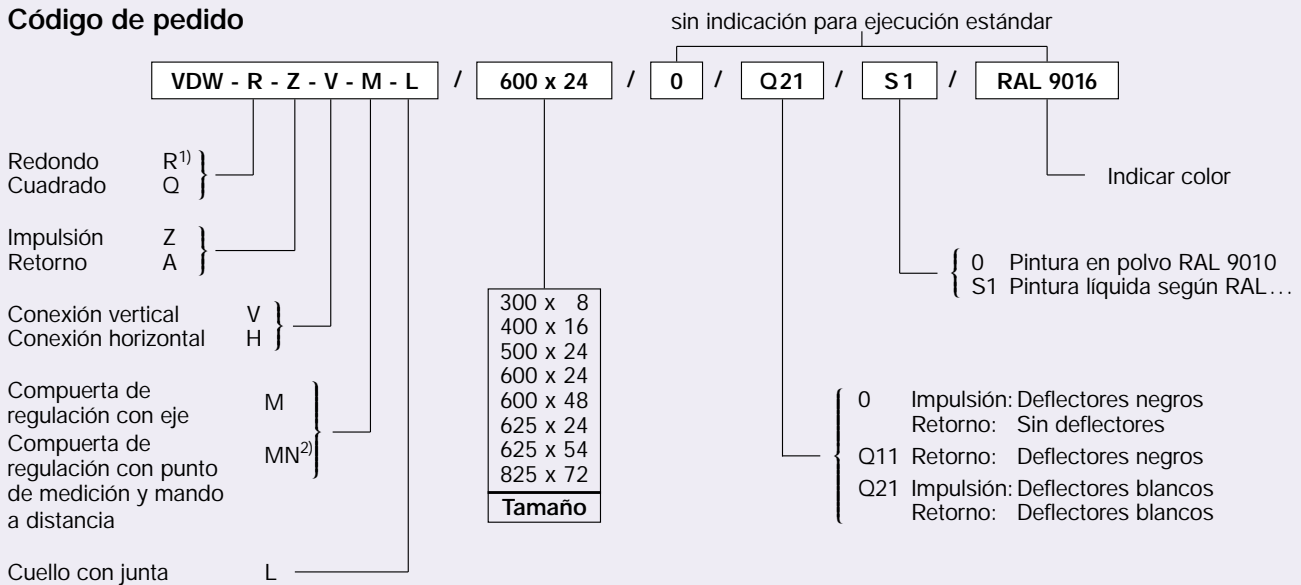 Código de pedido
sin indicación para ejecución estándar
VDW - R - Z - V - M - L / 600 x 24 / 0 / Q21 / S1 / RAL 9016
Redondo R1)
Cuadrado Q
Impulsión Z
Retorno A
Conexión vertical V
Conexión horizontal H
Compuerta de
regulación con eje M
Compuerta de
regulación con punto MN2)
de medición y mando
a distancia
Cuello con junta L
300 x 8
400 x 16
500 x 24
600 x 24
600 x 48
625 x 24
625 x 54
825 x 72
Tamaño
Indicar color
0 Pintura en polvo RAL 9010
S1 Pintura líquida según RAL...
0 Impulsión: Deflectores negros
Retorno: Sin deflectores
Q11 Retorno: Deflectores negros
Q21 Impulsión: Deflectores blancos
Retorno: Deflectores blancos